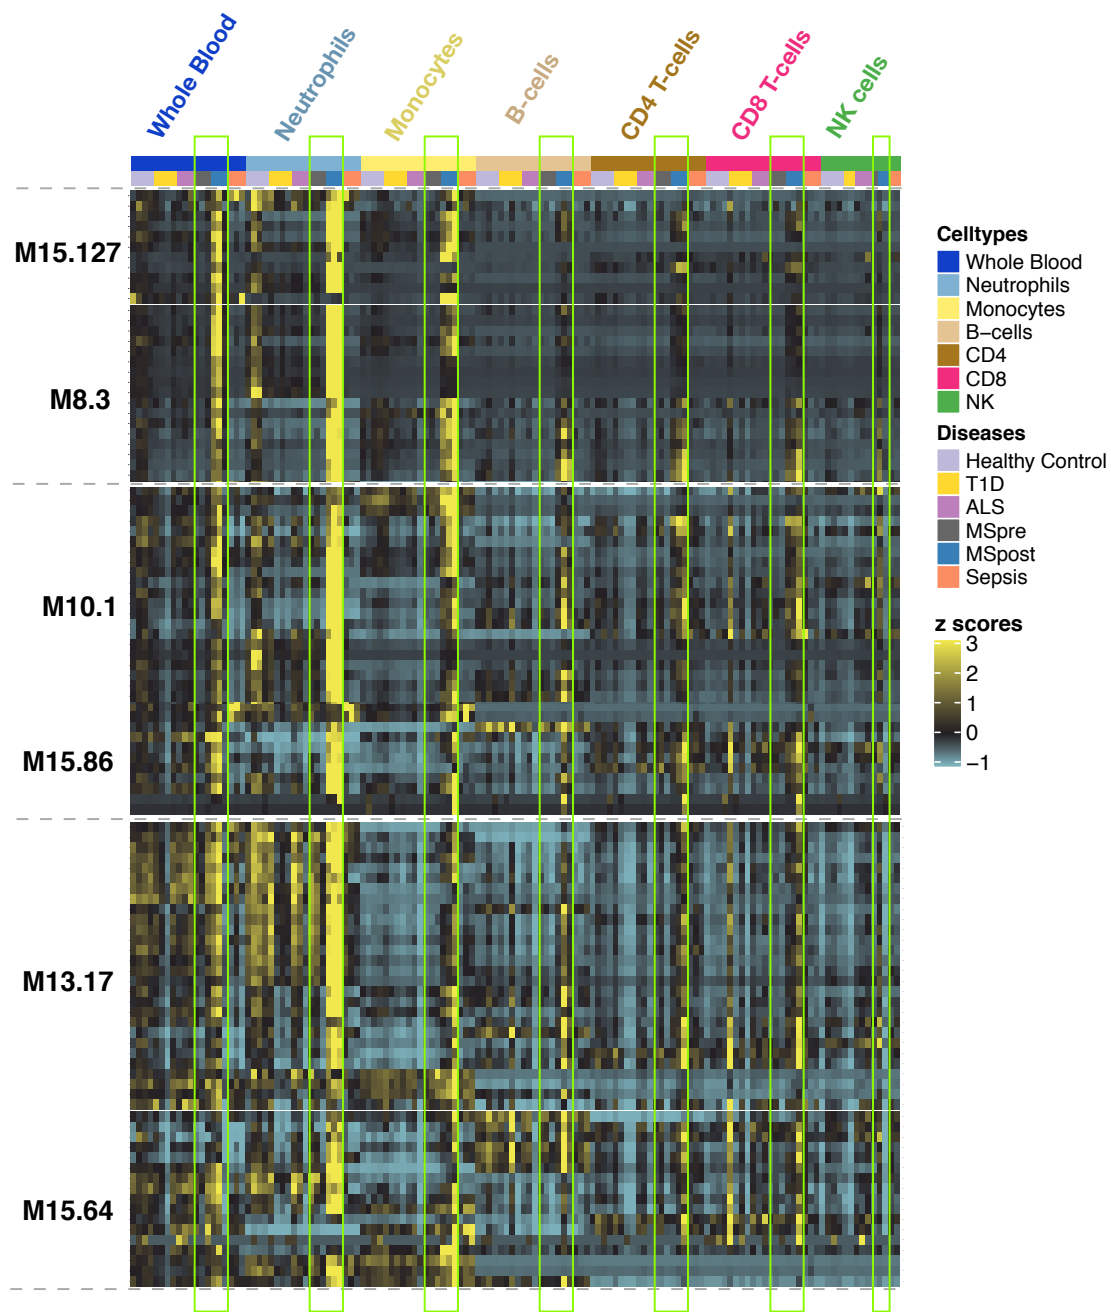 Whole Blood
Neutrophils
Monocytes
B-cells
CD4 T-cells
CD8 T-cells
NK cells
M15.127
M8.3
M10.1
M15.86
M13.17
M15.64
Celltypes
Whole Blood
Neutrophils
Monocytes
B−cells
CD4
CD8
NK
Diseases
Healthy Control
T1D
ALS
MSpre
MSpost
Sepsis
z scores
3
2
1
0
−1